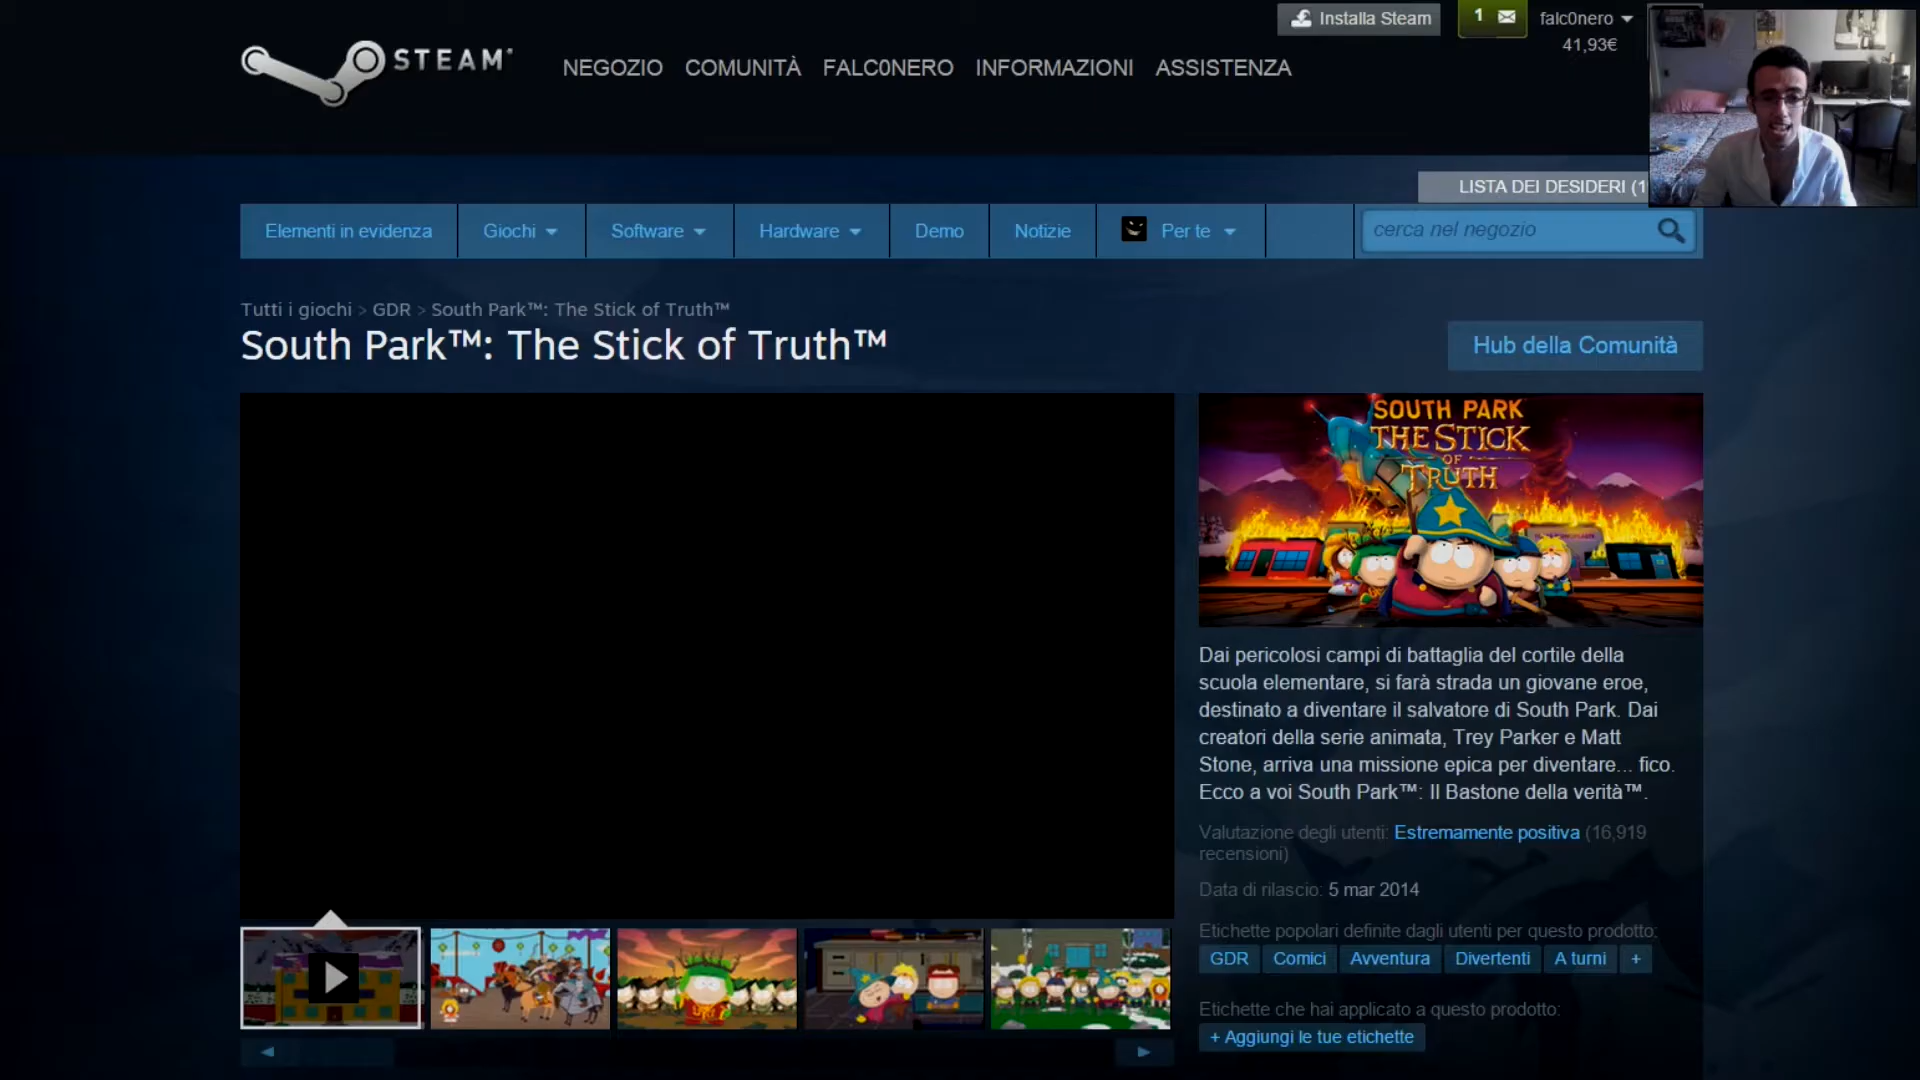 Installa Steam
1
falc0nero
41,93€
STEAM
NEGOZIO COMUNITÀ FALC0NERO INFORMAZIONI ASSISTENZA
LISTA DEI DESIDERI (1
Elementi in evidenza Giochi Software Hardware Demo Notizie Per te
cerca nel negozio
Tutti i giochi > GDR > South Park™: The Stick of Truth™
South Park™: The Stick of Truth™
Hub della Comunità
SOUTH PARK
THE STICK
OF
TRUTH
Dai pericolosi campi di battaglia del cortile della
scuola elementare, si farà strada un giovane eroe,
destinato a diventare il salvatore di South Park. Dai
creatori della serie animata, Trey Parker e Matt
Stone, arriva una missione epica per diventare... fico.
Ecco a voi South Park™: Il Bastone della verità™.
Valutazione degli utenti: Estremamente positiva (16,919
recensioni)
Data di rilascio: 5 mar 2014
Etichette popolari definite dagli utenti per questo prodotto:
GDR Comici Avventura Divertenti A turni +
Etichette che hai applicato a questo prodotto:
+ Aggiungi le tue etichette